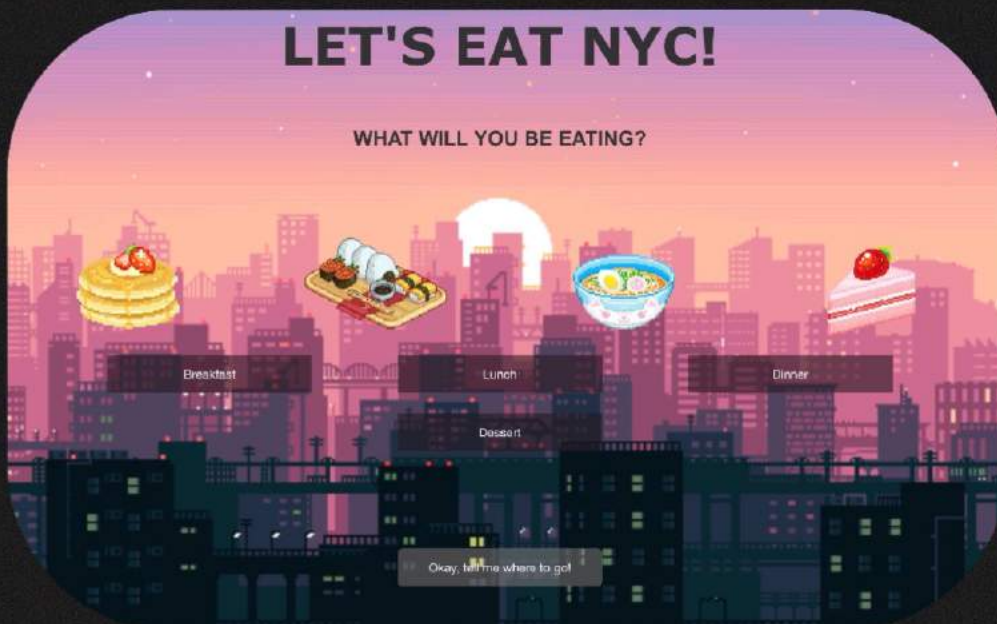 LET'S EAT NYC!
WHAT WILL YOU BE EATING?
Breakfast
Lunch
Dinner
Dessert
Okay, tell me where to go!